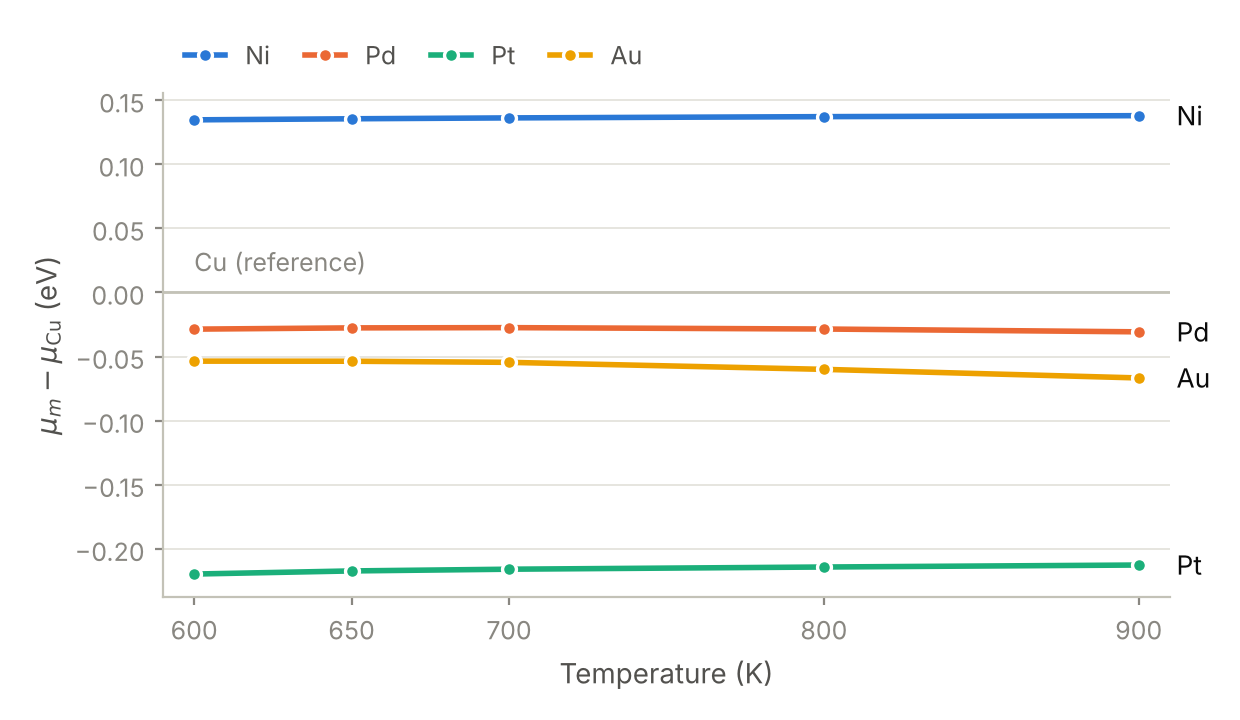 Ni Pd Pt Au
0.15
0.10
0.05
0.00
−0.05
−0.10
−0.15
−0.20
μm − μCu (eV)
Cu (reference)
Ni
Pd
Au
Pt
600 650 700 800 900
Temperature (K)